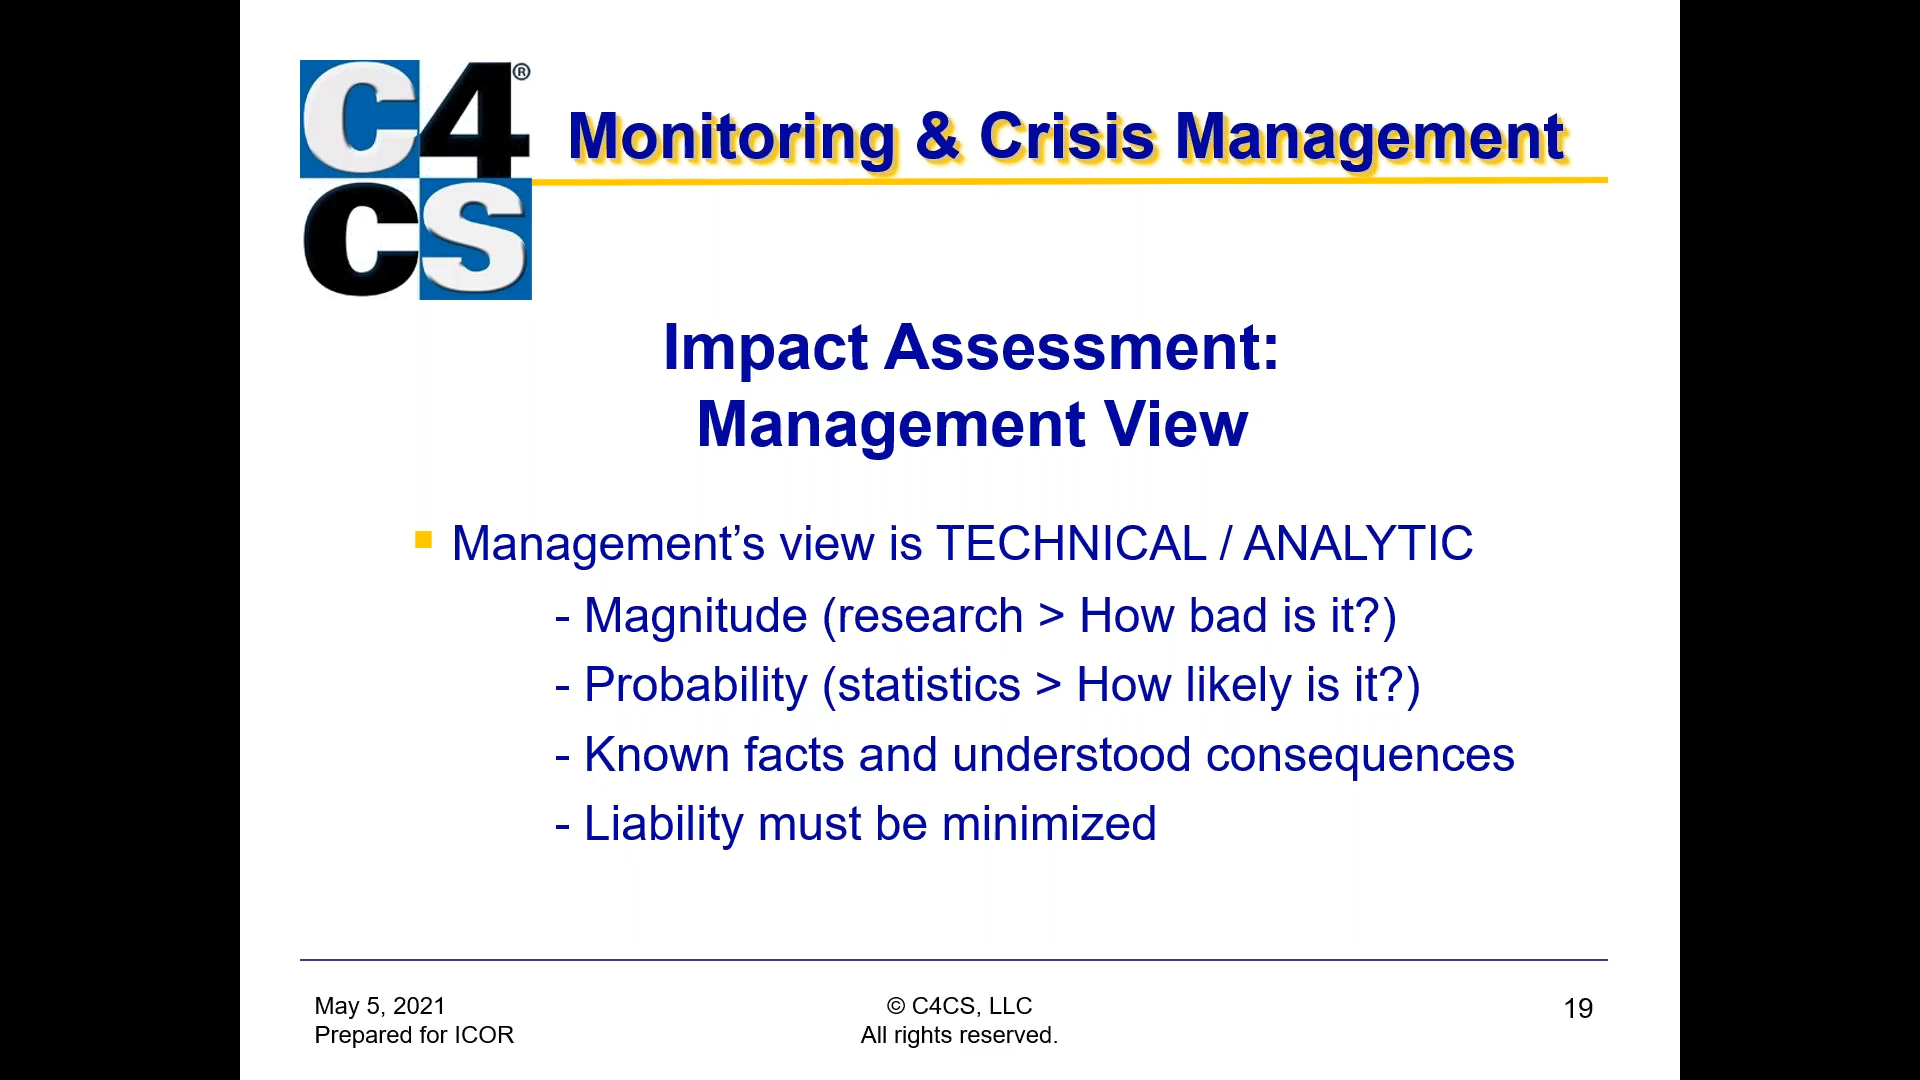 C4®
CS
Monitoring & Crisis Management
Impact Assessment:
Management View
▪ Management’s view is TECHNICAL / ANALYTIC
- Magnitude (research > How bad is it?)
- Probability (statistics > How likely is it?)
- Known facts and understood consequences
- Liability must be minimized
May 5, 2021
Prepared for ICOR
© C4CS, LLC
All rights reserved.
19